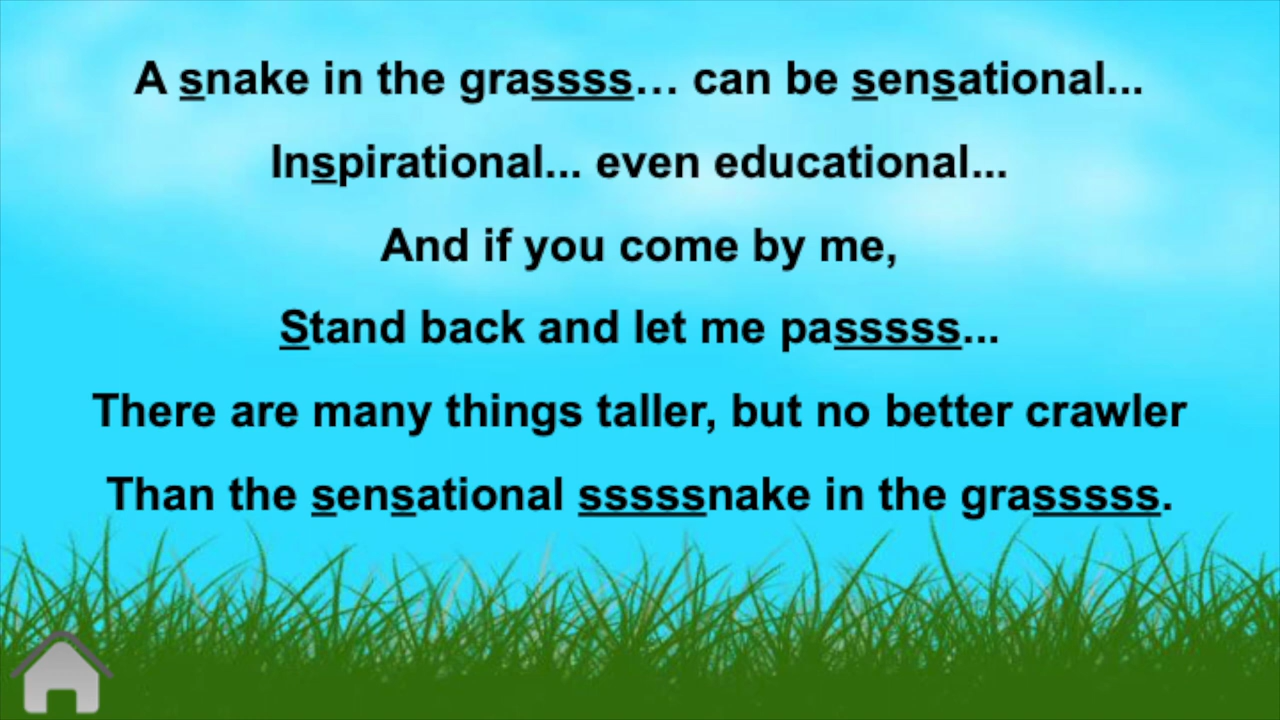 A snake in the grassss... can be sensational...
Inspirational... even educational...
And if you come by me,
Stand back and let me passsss...
There are many things taller, but no better crawler
Than the sensational sssssnake in the grasssss.